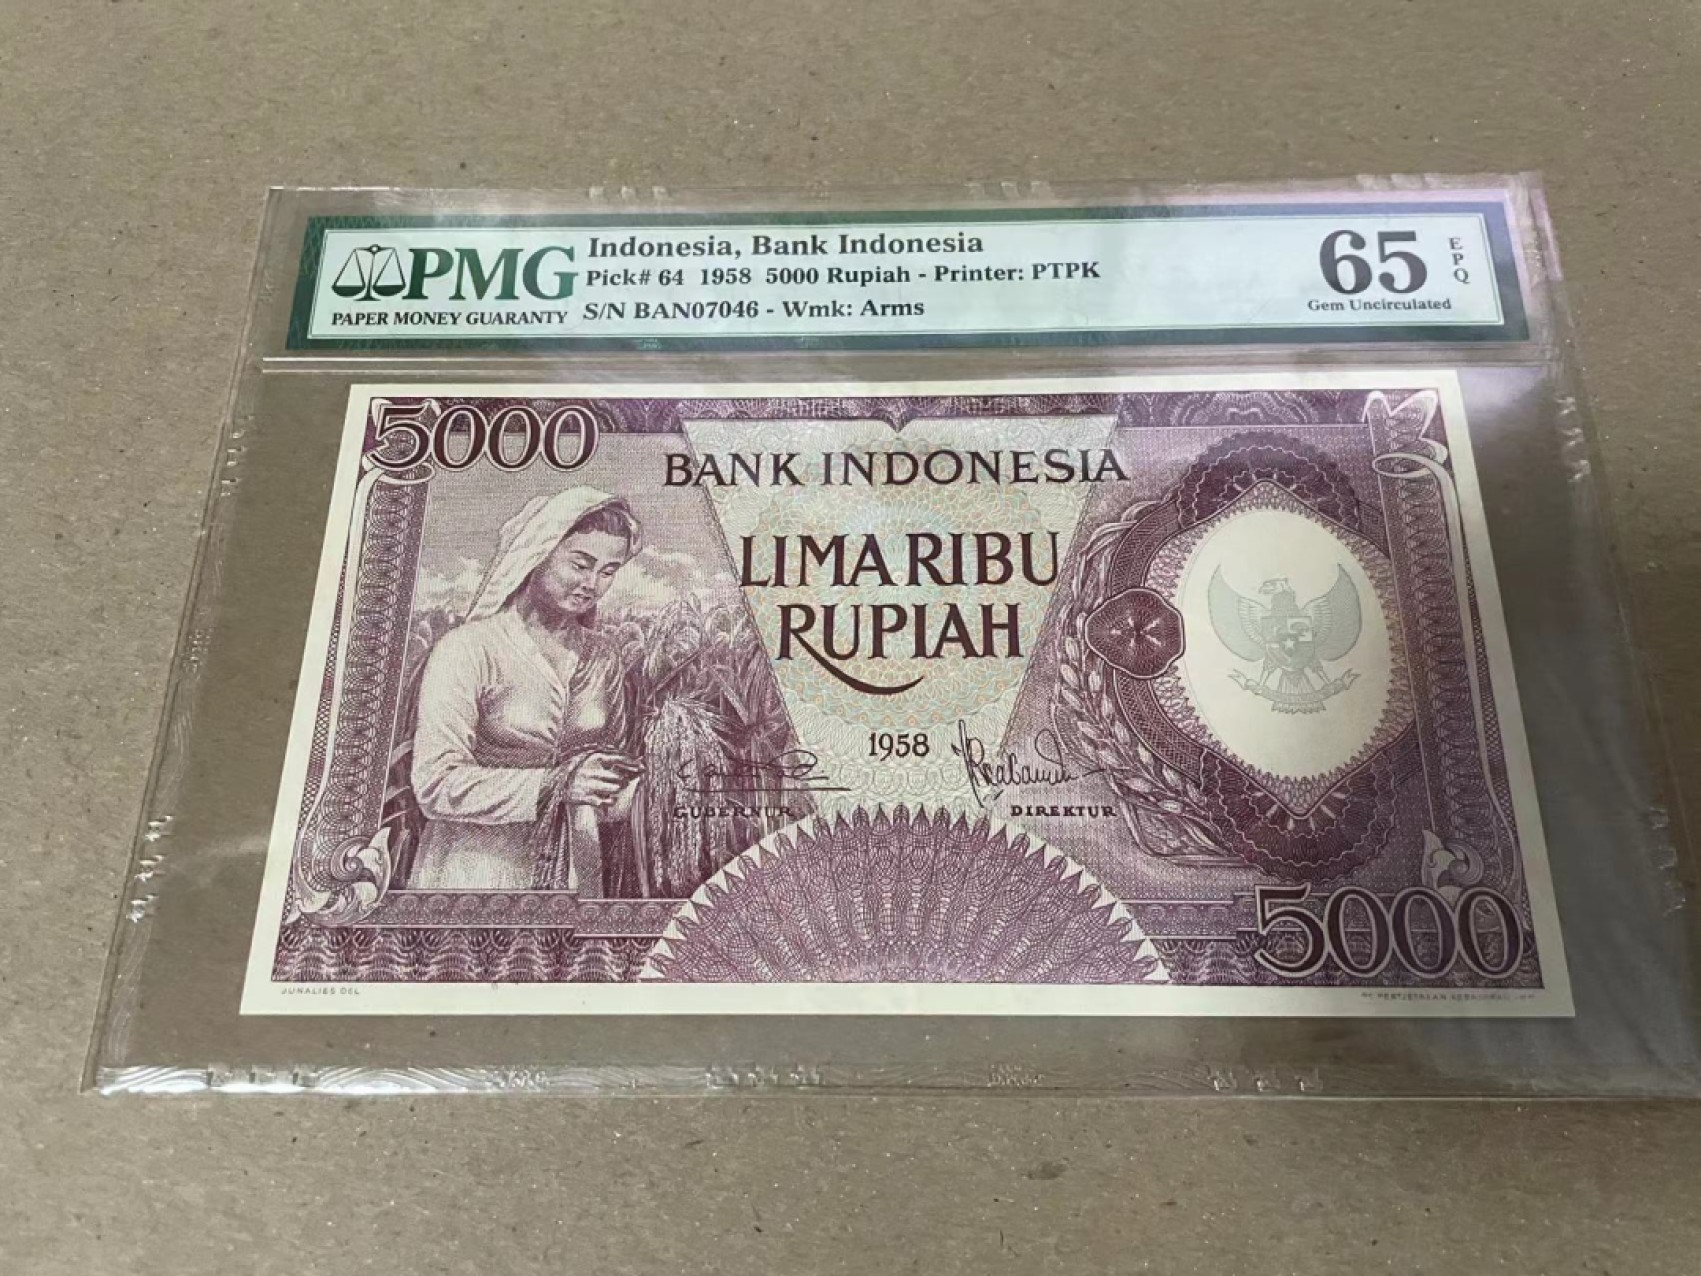 PMG
PAPER MONEY GUARANTY
Indonesia, Bank Indonesia
Pick# 64 1958 5000 Rupiah - Printer: PTPK
S/N BAN07046 - Wmk: Arms
65
EPQ
Gem Uncirculated
5000
BANK INDONESIA
LIMA RIBU
RUPIAH
1958
GUBERNUR
DIREKTUR
5000
JUNALIES DEL.